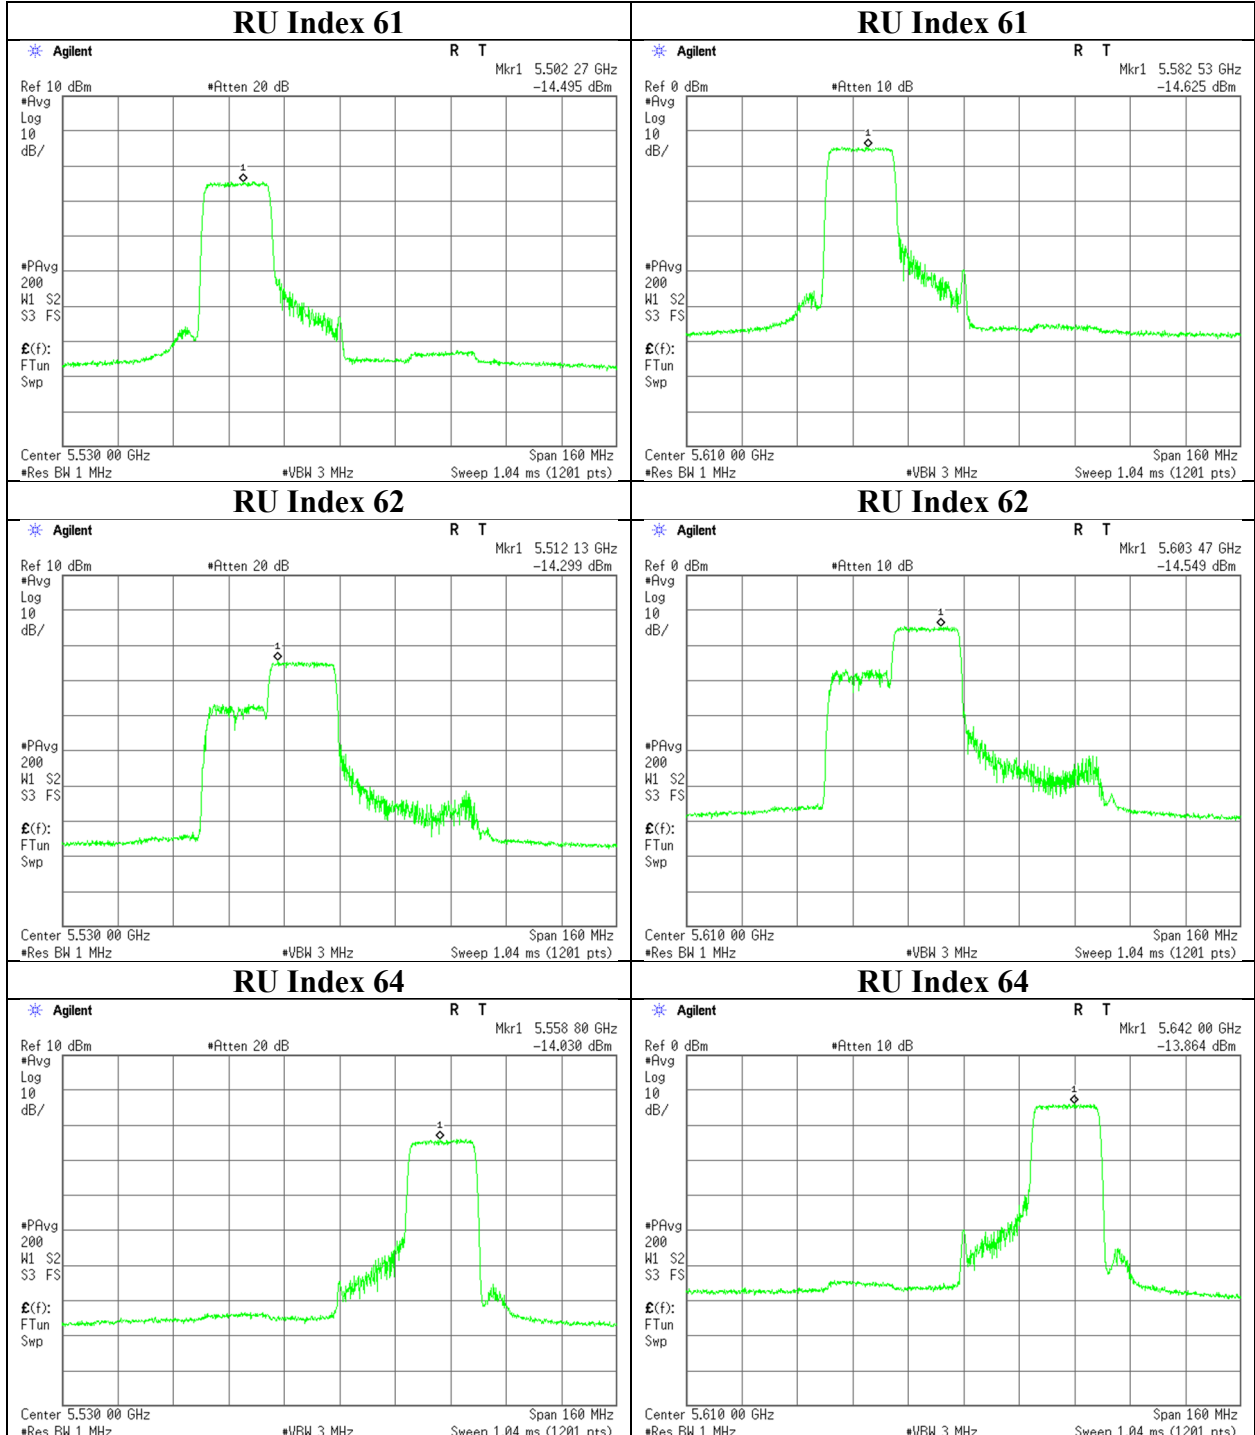 RU Index 61
Agilent R T
Mkr1 5.502 27 GHz
Ref 10 dBm #Atten 20 dB -14.495 dBm
#Avg
Log
10
dB/
1
#PAvg
200
W1 S2
S3 FS
£(f):
FTun
Swp
Center 5.530 00 GHz Span 160 MHz
#Res BW 1 MHz #VBW 3 MHz Sweep 1.04 ms (1201 pts)
RU Index 61
Agilent R T
Mkr1 5.582 53 GHz
Ref 0 dBm #Atten 10 dB -14.625 dBm
#Avg
Log
10
dB/
1
#PAvg
200
W1 S2
S3 FS
£(f):
FTun
Swp
Center 5.610 00 GHz Span 160 MHz
#Res BW 1 MHz #VBW 3 MHz Sweep 1.04 ms (1201 pts)
RU Index 62
Agilent R T
Mkr1 5.512 13 GHz
Ref 10 dBm #Atten 20 dB -14.299 dBm
#Avg
Log
10
dB/
1
#PAvg
200
W1 S2
S3 FS
£(f):
FTun
Swp
Center 5.530 00 GHz Span 160 MHz
#Res BW 1 MHz #VBW 3 MHz Sweep 1.04 ms (1201 pts)
RU Index 62
Agilent R T
Mkr1 5.603 47 GHz
Ref 0 dBm #Atten 10 dB -14.549 dBm
#Avg
Log
10
dB/
1
#PAvg
200
W1 S2
S3 FS
£(f):
FTun
Swp
Center 5.610 00 GHz Span 160 MHz
#Res BW 1 MHz #VBW 3 MHz Sweep 1.04 ms (1201 pts)
RU Index 64
Agilent R T
Mkr1 5.558 80 GHz
Ref 10 dBm #Atten 20 dB -14.030 dBm
#Avg
Log
10
dB/
1
#PAvg
200
W1 S2
S3 FS
£(f):
FTun
Swp
Center 5.530 00 GHz Span 160 MHz
#Res BW 1 MHz #VBW 3 MHz Sweep 1.04 ms (1201 pts)
RU Index 64
Agilent R T
Mkr1 5.642 00 GHz
Ref 0 dBm #Atten 10 dB -13.864 dBm
#Avg
Log
10
dB/
1
#PAvg
200
W1 S2
S3 FS
£(f):
FTun
Swp
Center 5.610 00 GHz Span 160 MHz
#Res BW 1 MHz #VBW 3 MHz Sweep 1.04 ms (1201 pts)